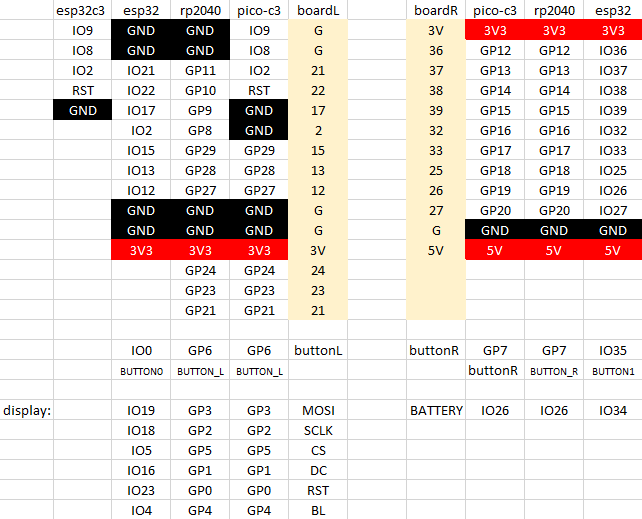 esp32c3 esp32 rp2040 pico-c3 boardL boardR pico-c3 rp2040 esp32
IO9 GND GND IO9 G 3V 3V3 3V3 3V3
IO8 GND GND IO8 G 36 GP12 GP12 IO36
IO2 IO21 GP11 IO2 21 37 GP13 GP13 IO37
RST IO22 GP10 RST 22 38 GP14 GP14 IO38
GND IO17 GP9 GND 17 39 GP15 GP15 IO39
IO2 GP8 GND 2 32 GP16 GP16 IO32
IO15 GP29 GP29 15 33 GP17 GP17 IO33
IO13 GP28 GP28 13 25 GP18 GP18 IO25
IO12 GP27 GP27 12 26 GP19 GP19 IO26
GND GND GND G 27 GP20 GP20 IO27
GND GND GND G G GND GND GND
3V3 3V3 3V3 3V 5V 5V 5V 5V
GP24 GP24 24
GP23 GP23 23
GP21 GP21 21
IO0 GP6 GP6 buttonL buttonR GP7 GP7 IO35
BUTTON0 BUTTON_L BUTTON_L buttonR BUTTON_R BUTTON1
display: IO19 GP3 GP3 MOSI BATTERY IO26 IO26 IO34
IO18 GP2 GP2 SCLK
IO5 GP5 GP5 CS
IO16 GP1 GP1 DC
IO23 GP0 GP0 RST
IO4 GP4 GP4 BL